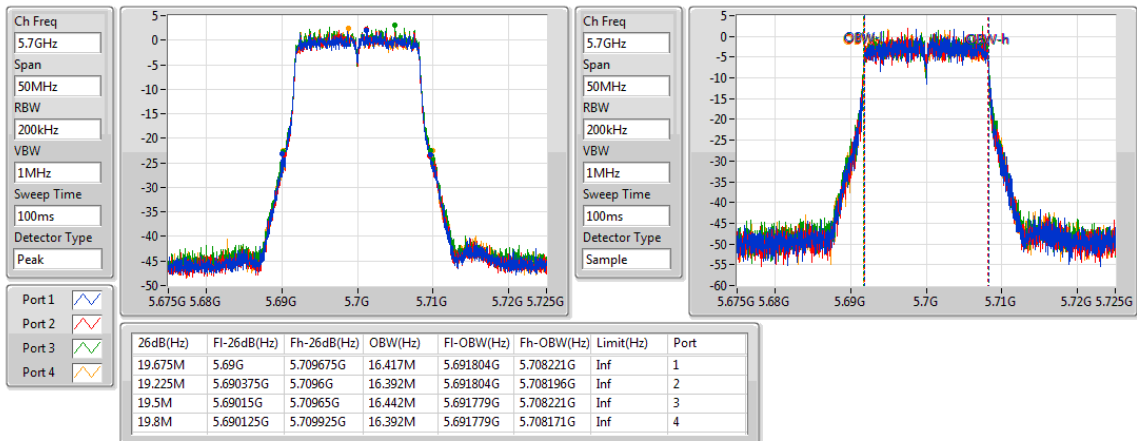 Ch Freq
5.7GHz
Span
50MHz
RBW
200kHz
VBW
1MHz
Sweep Time
100ms
Detector Type
Peak
5
0
-5
-10
-15
-20
-25
-30
-35
-40
-45
-50
5.675G 5.68G 5.69G 5.7G 5.71G 5.72G 5.725G
Ch Freq
5.7GHz
Span
50MHz
RBW
200kHz
VBW
1MHz
Sweep Time
100ms
Detector Type
Sample
5
0
-5
-10
-15
-20
-25
-30
-35
-40
-45
-50
-55
-60
OBW-h
5.675G 5.68G 5.69G 5.7G 5.71G 5.72G 5.725G
Port 1
Port 2
Port 3
Port 4
26dB(Hz) Fl-26dB(Hz) Fh-26dB(Hz) OBW(Hz) Fl-OBW(Hz) Fh-OBW(Hz) Limit(Hz) Port
19.675M 5.69G 5.709675G 16.417M 5.691804G 5.708221G Inf 1
19.225M 5.690375G 5.7096G 16.392M 5.691804G 5.708196G Inf 2
19.5M 5.69015G 5.70965G 16.442M 5.691779G 5.708221G Inf 3
19.8M 5.690125G 5.709925G 16.392M 5.691779G 5.708171G Inf 4